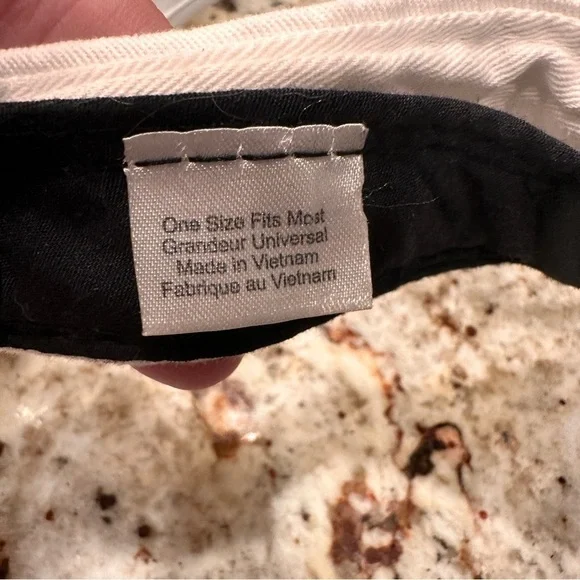 One Size Fits Most
Grandeur Universal
Made in Vietnam
Fabrique au Vietnam